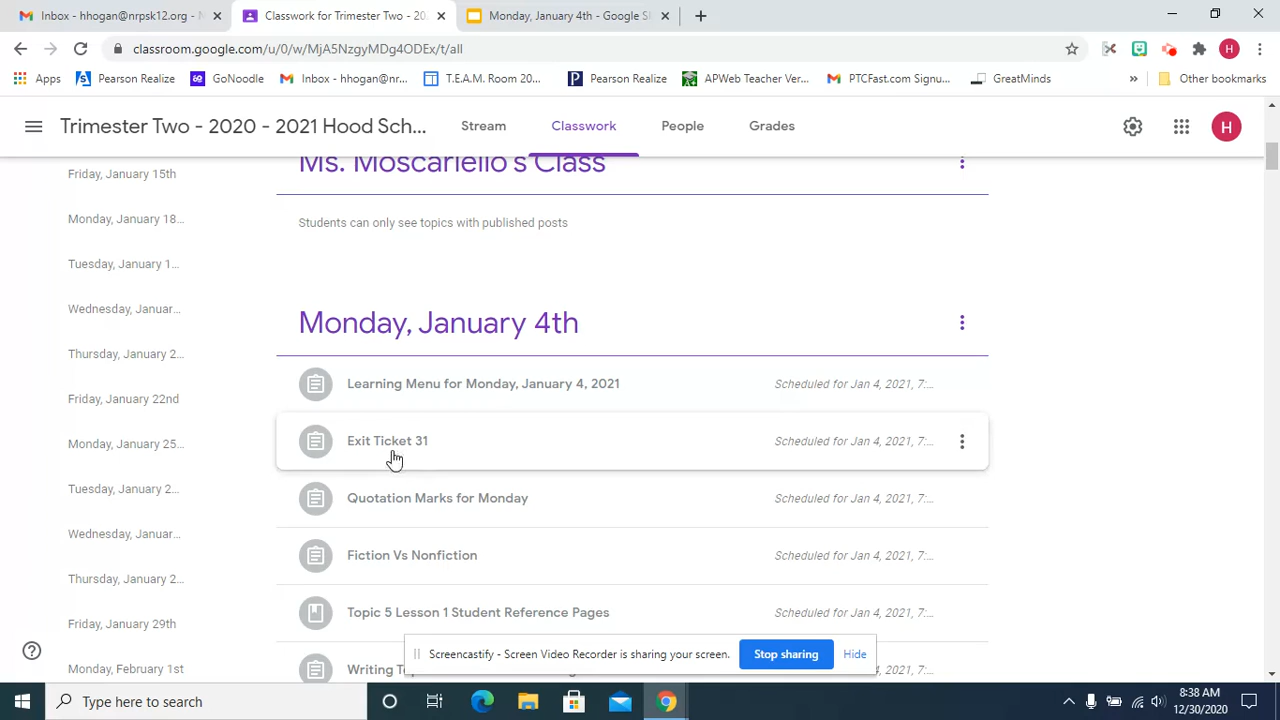 Inbox - hhogan@nrpsk12.org - M
Classwork for Trimester Two - 20
Monday, January 4th - Google Sl
classroom.google.com/u/0/w/MjA5NzgyMDg4ODEx/t/all
H
Apps
Pearson Realize
GoNoodle
Inbox - hhogan@nr...
T.E.A.M. Room 20...
Pearson Realize
APWeb Teacher Ver...
PTCFast.com Signu...
GreatMinds
»
Other bookmarks
Trimester Two - 2020 - 2021 Hood Sch...
Stream
Classwork
People
Grades
H
Ms. Moscariello's Class
Students can only see topics with published posts
Friday, January 15th
Monday, January 18...
Tuesday, January 1...
Wednesday, Januar...
Thursday, January 2...
Friday, January 22nd
Monday, January 25...
Tuesday, January 2...
Wednesday, Januar...
Thursday, January 2...
Friday, January 29th
Monday, February 1st
Monday, January 4th
Learning Menu for Monday, January 4, 2021
Scheduled for Jan 4, 2021, 7:...
Exit Ticket 31
Scheduled for Jan 4, 2021, 7:...
Quotation Marks for Monday
Scheduled for Jan 4, 2021, 7:...
Fiction Vs Nonfiction
Scheduled for Jan 4, 2021, 7:...
Topic 5 Lesson 1 Student Reference Pages
Scheduled for Jan 4, 2021, 7:...
Writing
Screencastify - Screen Video Recorder is sharing your screen.
Stop sharing
Hide
Type here to search
8:38 AM
12/30/2020